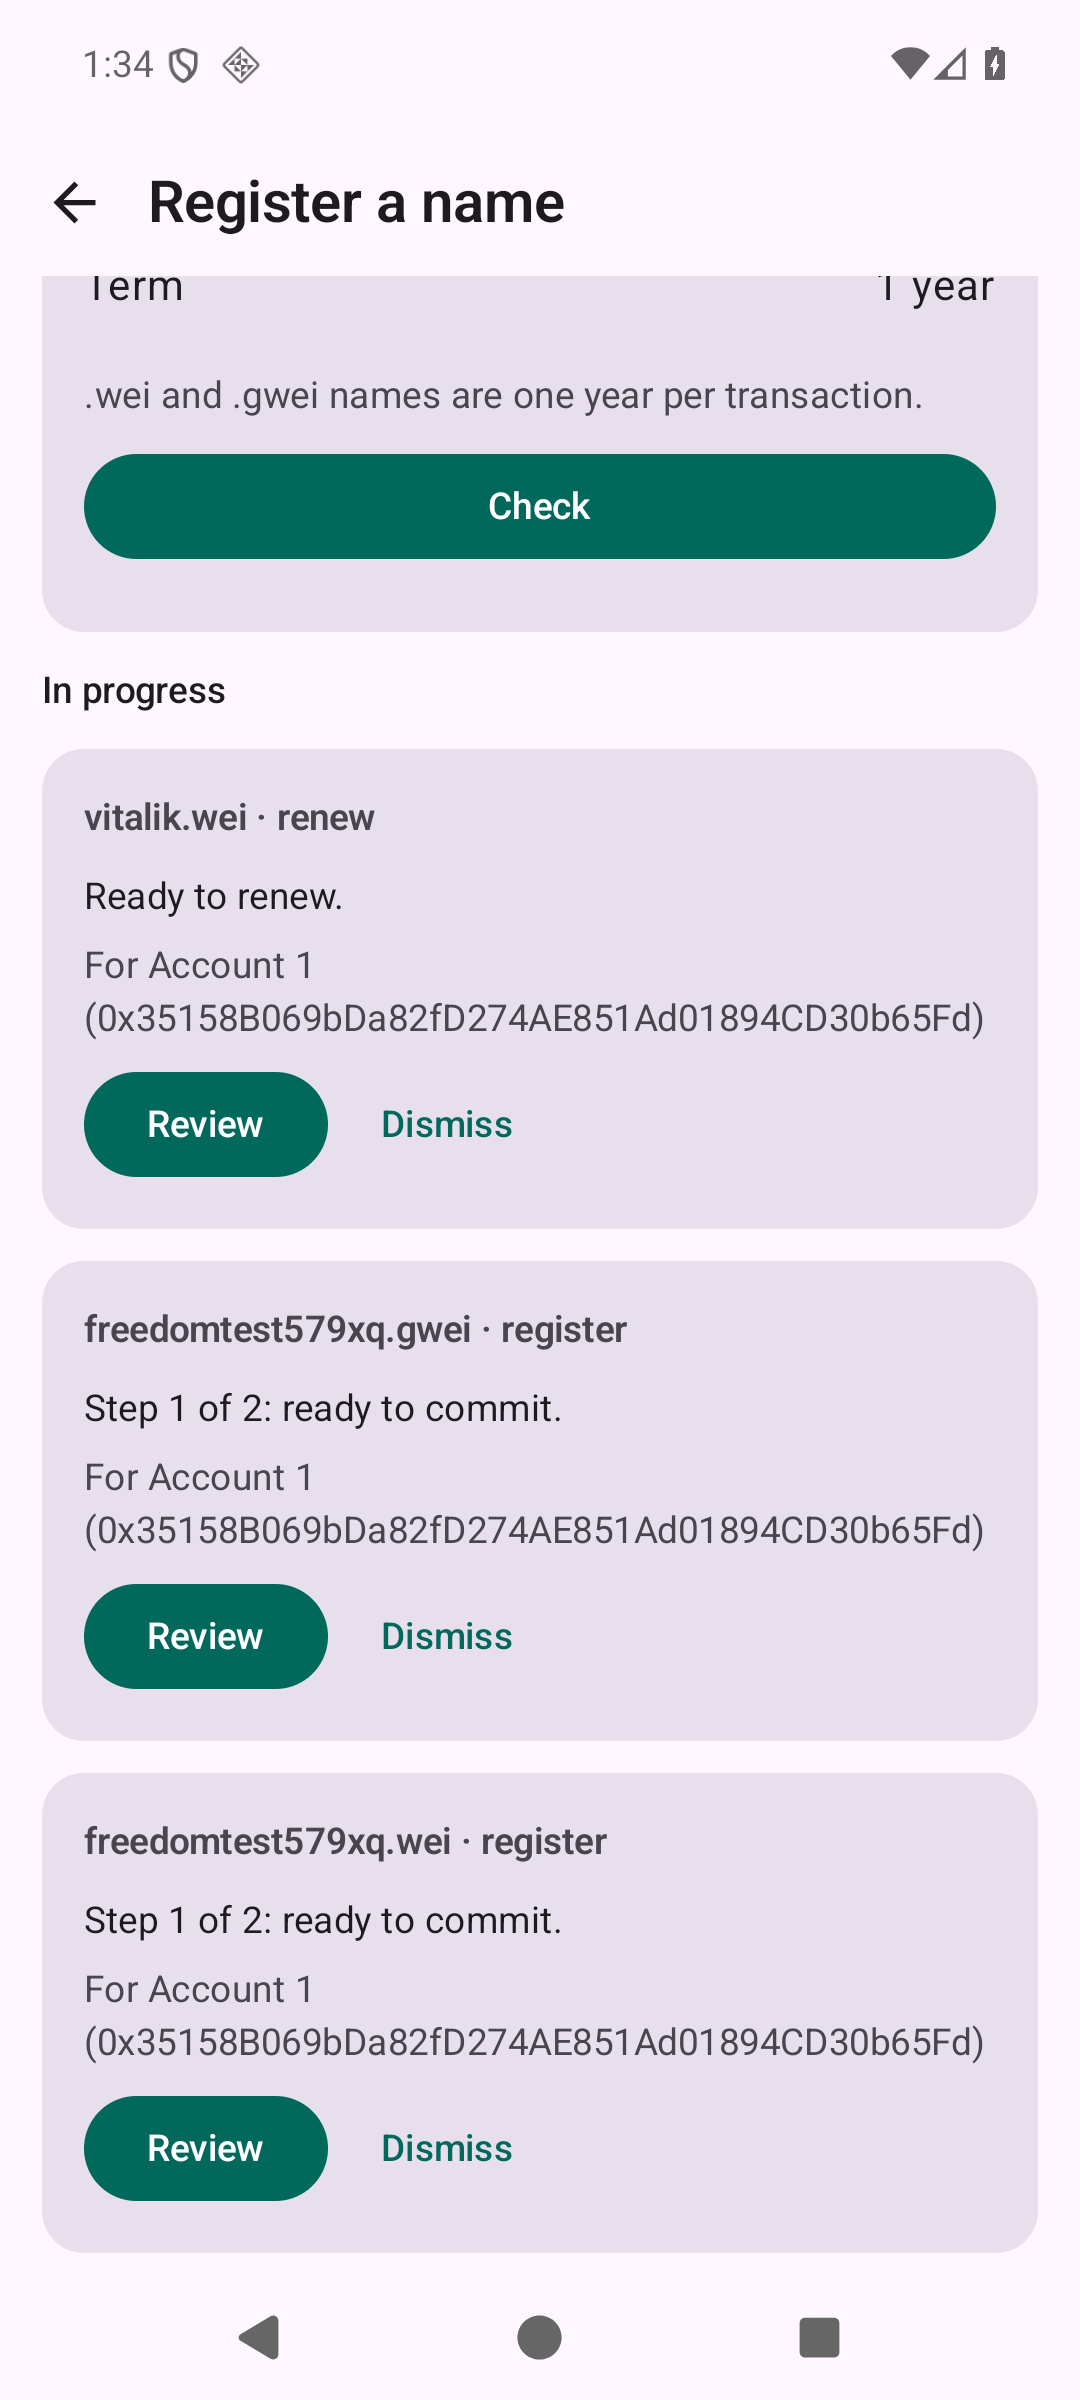 1:34
Register a name
Term 1 year
.wei and .gwei names are one year per transaction.
Check
In progress
vitalik.wei · renew
Ready to renew.
For Account 1
(0x35158B069bDa82fD274AE851Ad01894CD30b65Fd)
Review Dismiss
freedomtest579xq.gwei · register
Step 1 of 2: ready to commit.
For Account 1
(0x35158B069bDa82fD274AE851Ad01894CD30b65Fd)
Review Dismiss
freedomtest579xq.wei · register
Step 1 of 2: ready to commit.
For Account 1
(0x35158B069bDa82fD274AE851Ad01894CD30b65Fd)
Review Dismiss